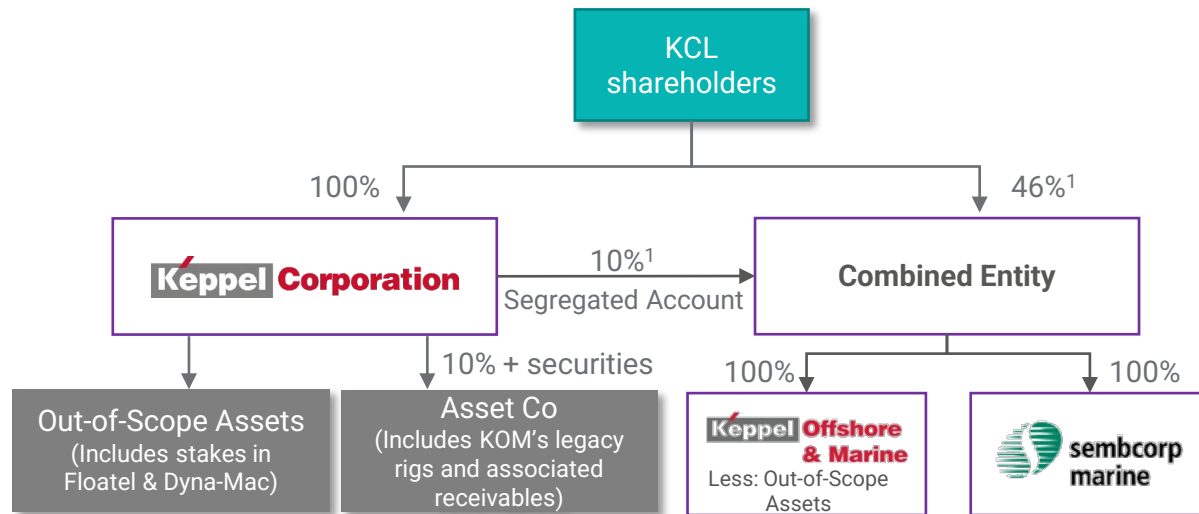 KCL
shareholders
100%
46%¹
Keppel Corporation
10%¹
Segregated Account
Combined Entity
10% + securities
100%
100%
Out-of-Scope Assets
(Includes stakes in
Floatel & Dyna-Mac)
Asset Co
(Includes KOM’s legacy
rigs and associated
receivables)
Keppel Offshore
& Marine
Less: Out-of-Scope
Assets
sembcorp
marine